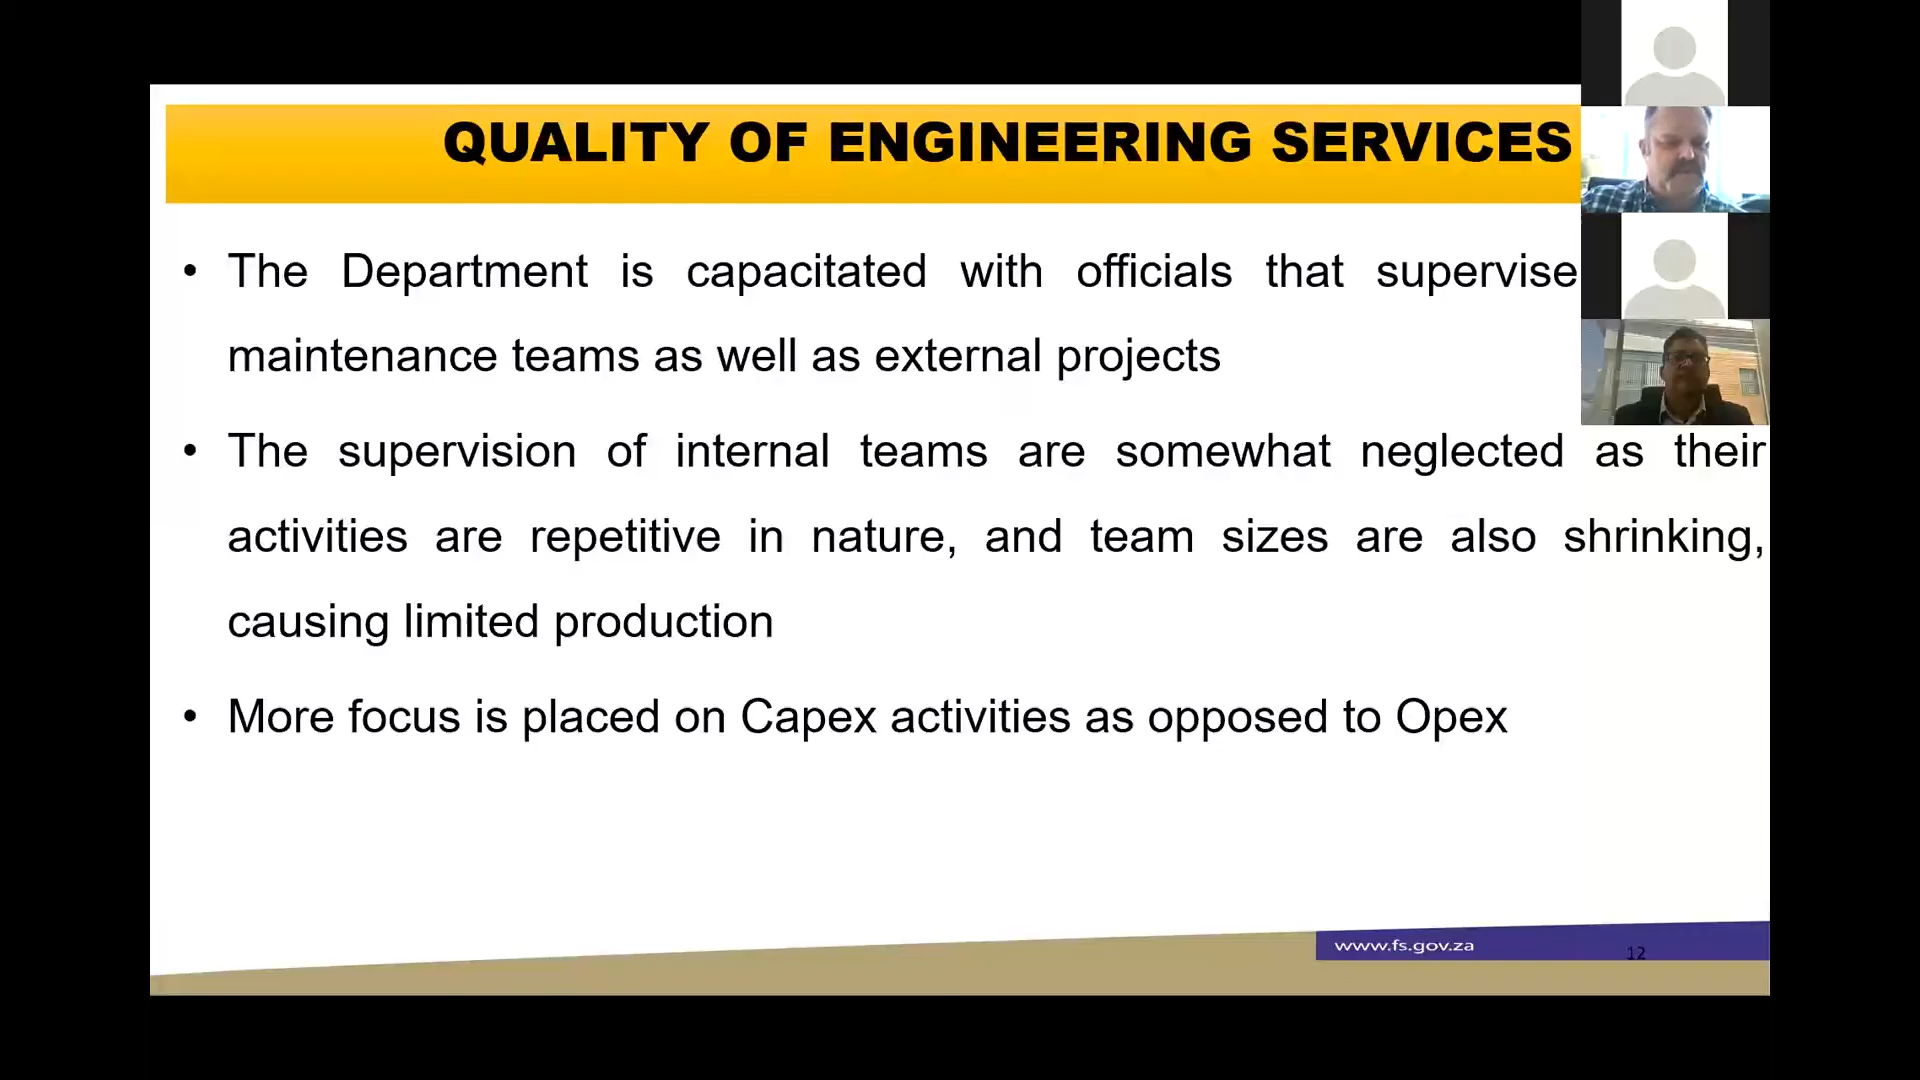 QUALITY OF ENGINEERING SERVICES
• The Department is capacitated with officials that supervise
maintenance teams as well as external projects
• The supervision of internal teams are somewhat neglected as their
activities are repetitive in nature, and team sizes are also shrinking,
causing limited production
• More focus is placed on Capex activities as opposed to Opex
www.fs.gov.za
12